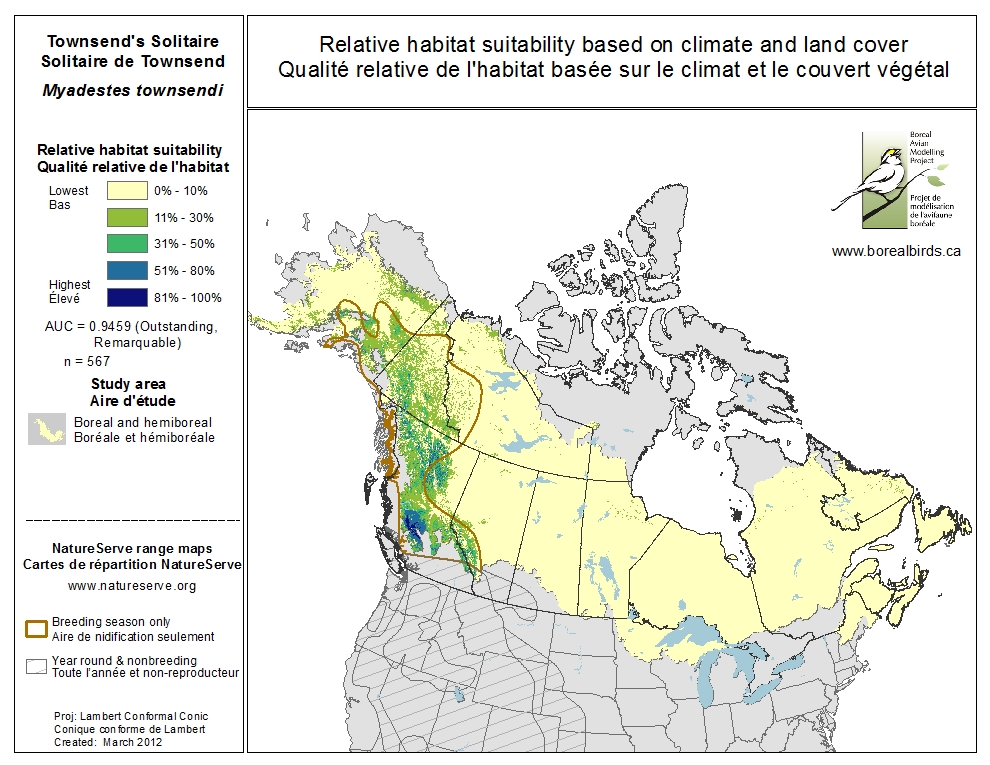 Townsend's Solitaire
Solitaire de Townsend
Myadestes townsendi
Relative habitat suitability
Qualité relative de l'habitat
Lowest
Bas
0% - 10%
11% - 30%
31% - 50%
51% - 80%
Highest
Élevé
81% - 100%
AUC = 0.9459 (Outstanding,
Remarquable)
n = 567
Study area
Aire d'étude
Boreal and hemiboreal
Boréale et hémiboréale
NatureServe range maps
Cartes de répartition NatureServe
www.natureserve.org
Breeding season only
Aire de nidification seulement
Year round & nonbreeding
Toute l'année et non-reproducteur
Proj: Lambert Conformal Conic
Conique conforme de Lambert
Created: March 2012
Relative habitat suitability based on climate and land cover
Qualité relative de l'habitat basée sur le climat et le couvert végétal
Boreal
Avian
Modelling
Project
Projet de
modélisation
de l'avifaune
boréale
www.borealbirds.ca